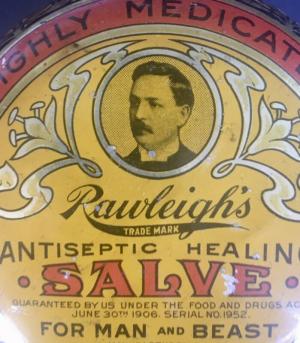 HIGHLY MEDICATED
Rawleigh's
TRADE MARK
ANTISEPTIC HEALING
• SALVE •
GUARANTEED BY US UNDER THE FOOD AND DRUGS AC
JUNE 30TH 1906. SERIAL NO. 1952.
FOR MAN AND BEAST